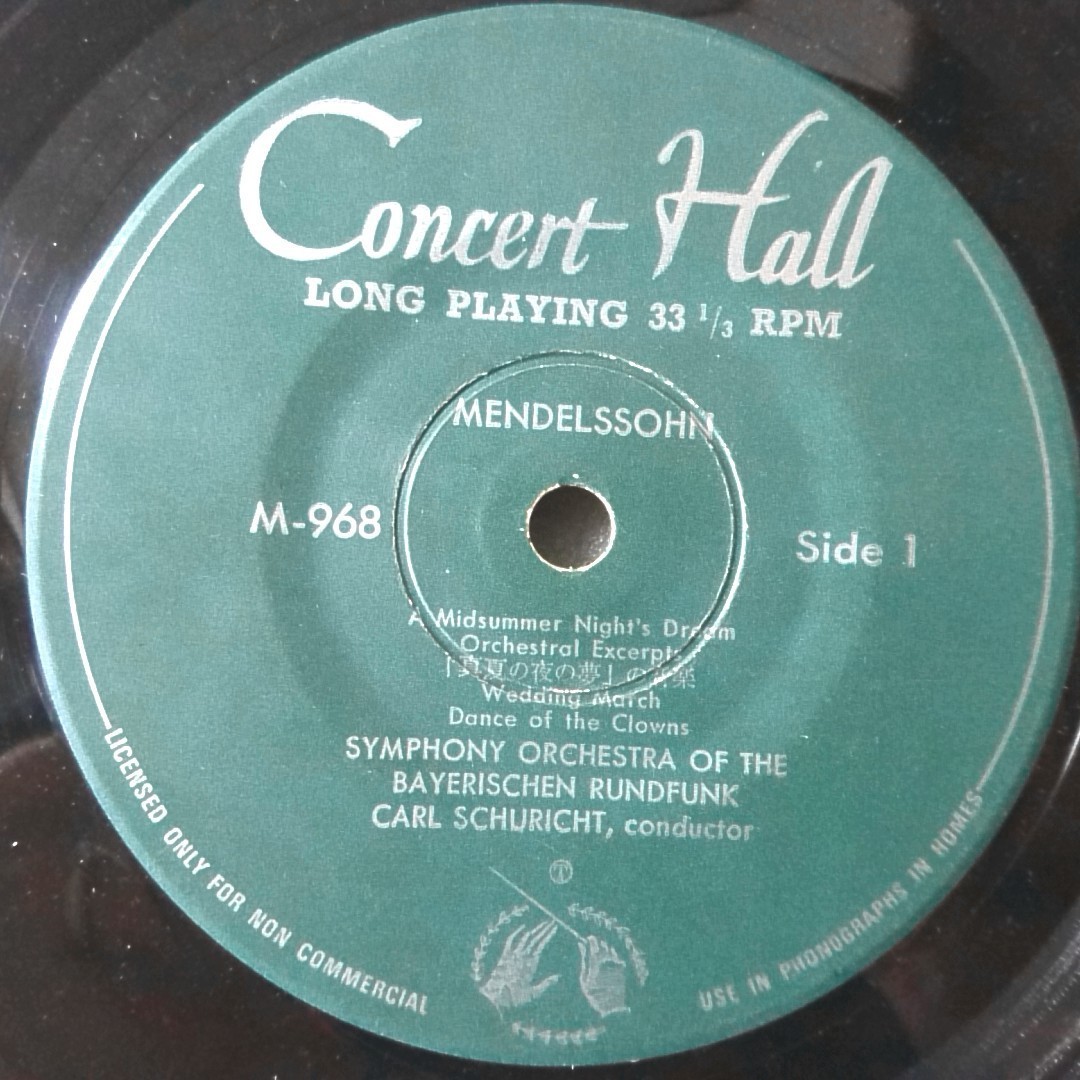 Concert Hall
LONG PLAYING 33 1/3 RPM
MENDELSSOHN
M-968
Side 1
A Midsummer Night's Dream
Orchestral Excerpts
「真夏の夜の夢」の音楽
Wedding March
Dance of the Clowns
SYMPHONY ORCHESTRA OF THE
BAYERISCHEN RUNDFUNK
CARL SCHURICHT, conductor
Ⓣ
LICENSED ONLY FOR NON COMMERCIAL
USE IN PHONOGRAPHS IN HOMES